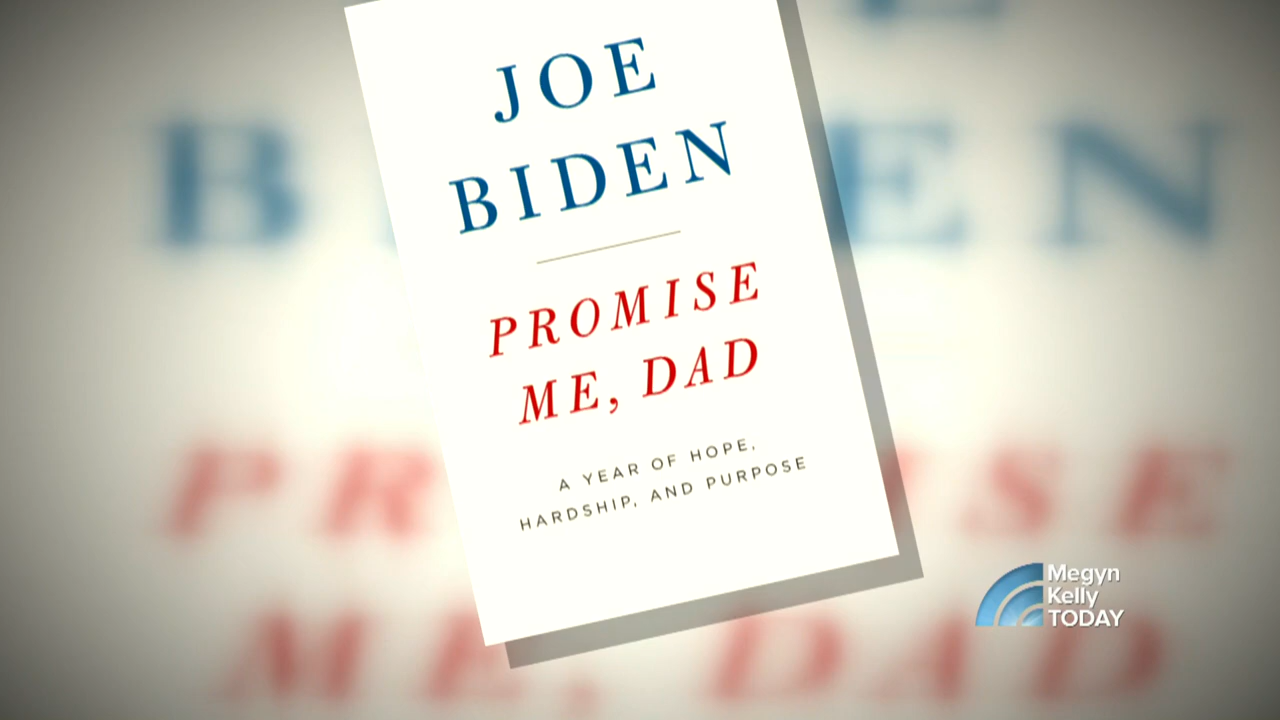 JOE
BIDEN
PROMISE
ME, DAD
A YEAR OF HOPE,
HARDSHIP, AND PURPOSE
Megyn
Kelly
TODAY